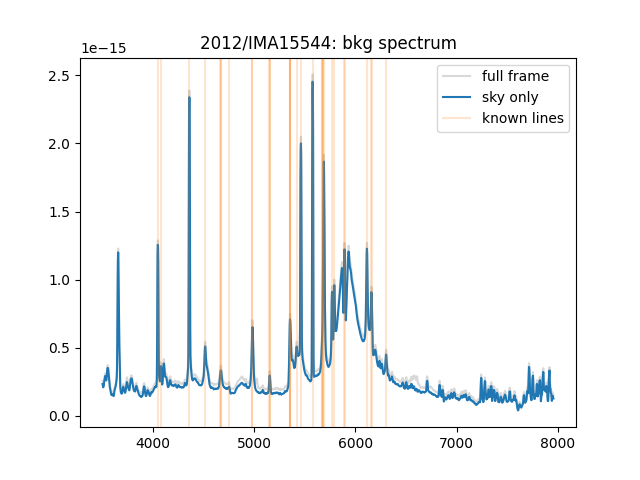 2012/IMA15544: bkg spectrum
1e−15
full frame
sky only
known lines
2.5
2.0
1.5
1.0
0.5
0.0
4000 5000 6000 7000 8000